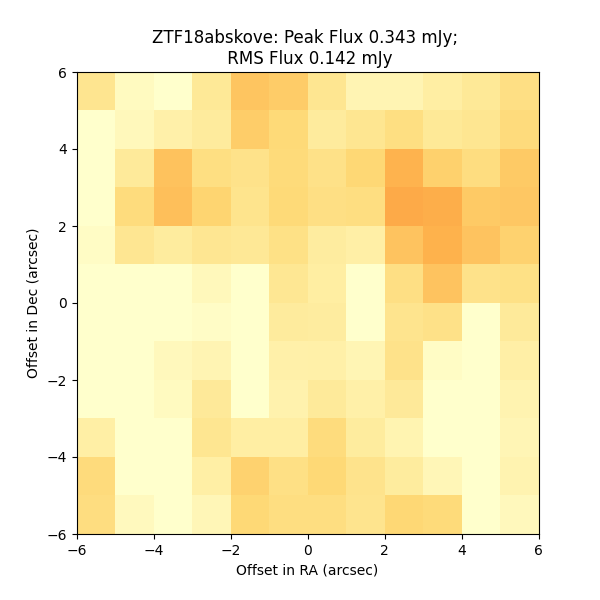 ZTF18abskove: Peak Flux 0.343 mJy;
RMS Flux 0.142 mJy
6
4
2
0
−2
−4
−6
Offset in Dec (arcsec)
−6 −4 −2 0 2 4 6
Offset in RA (arcsec)